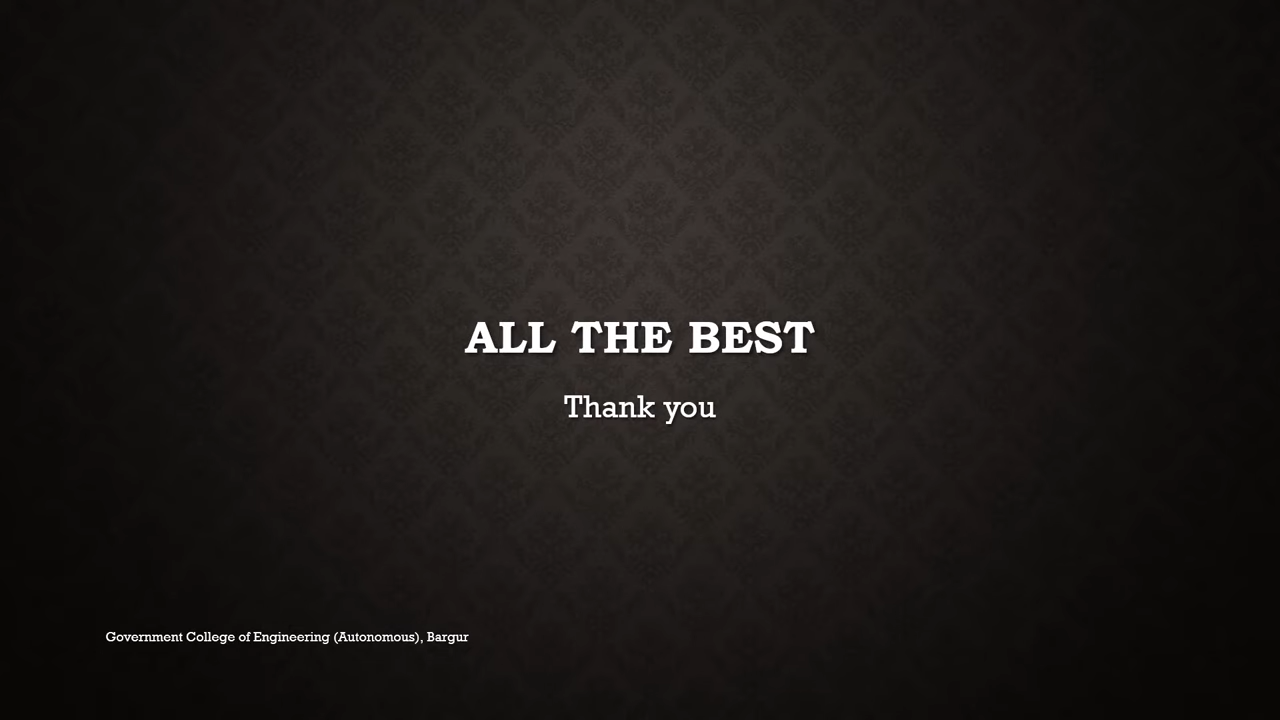 ALL THE BEST
Thank you
Government College of Engineering (Autonomous), Bargur